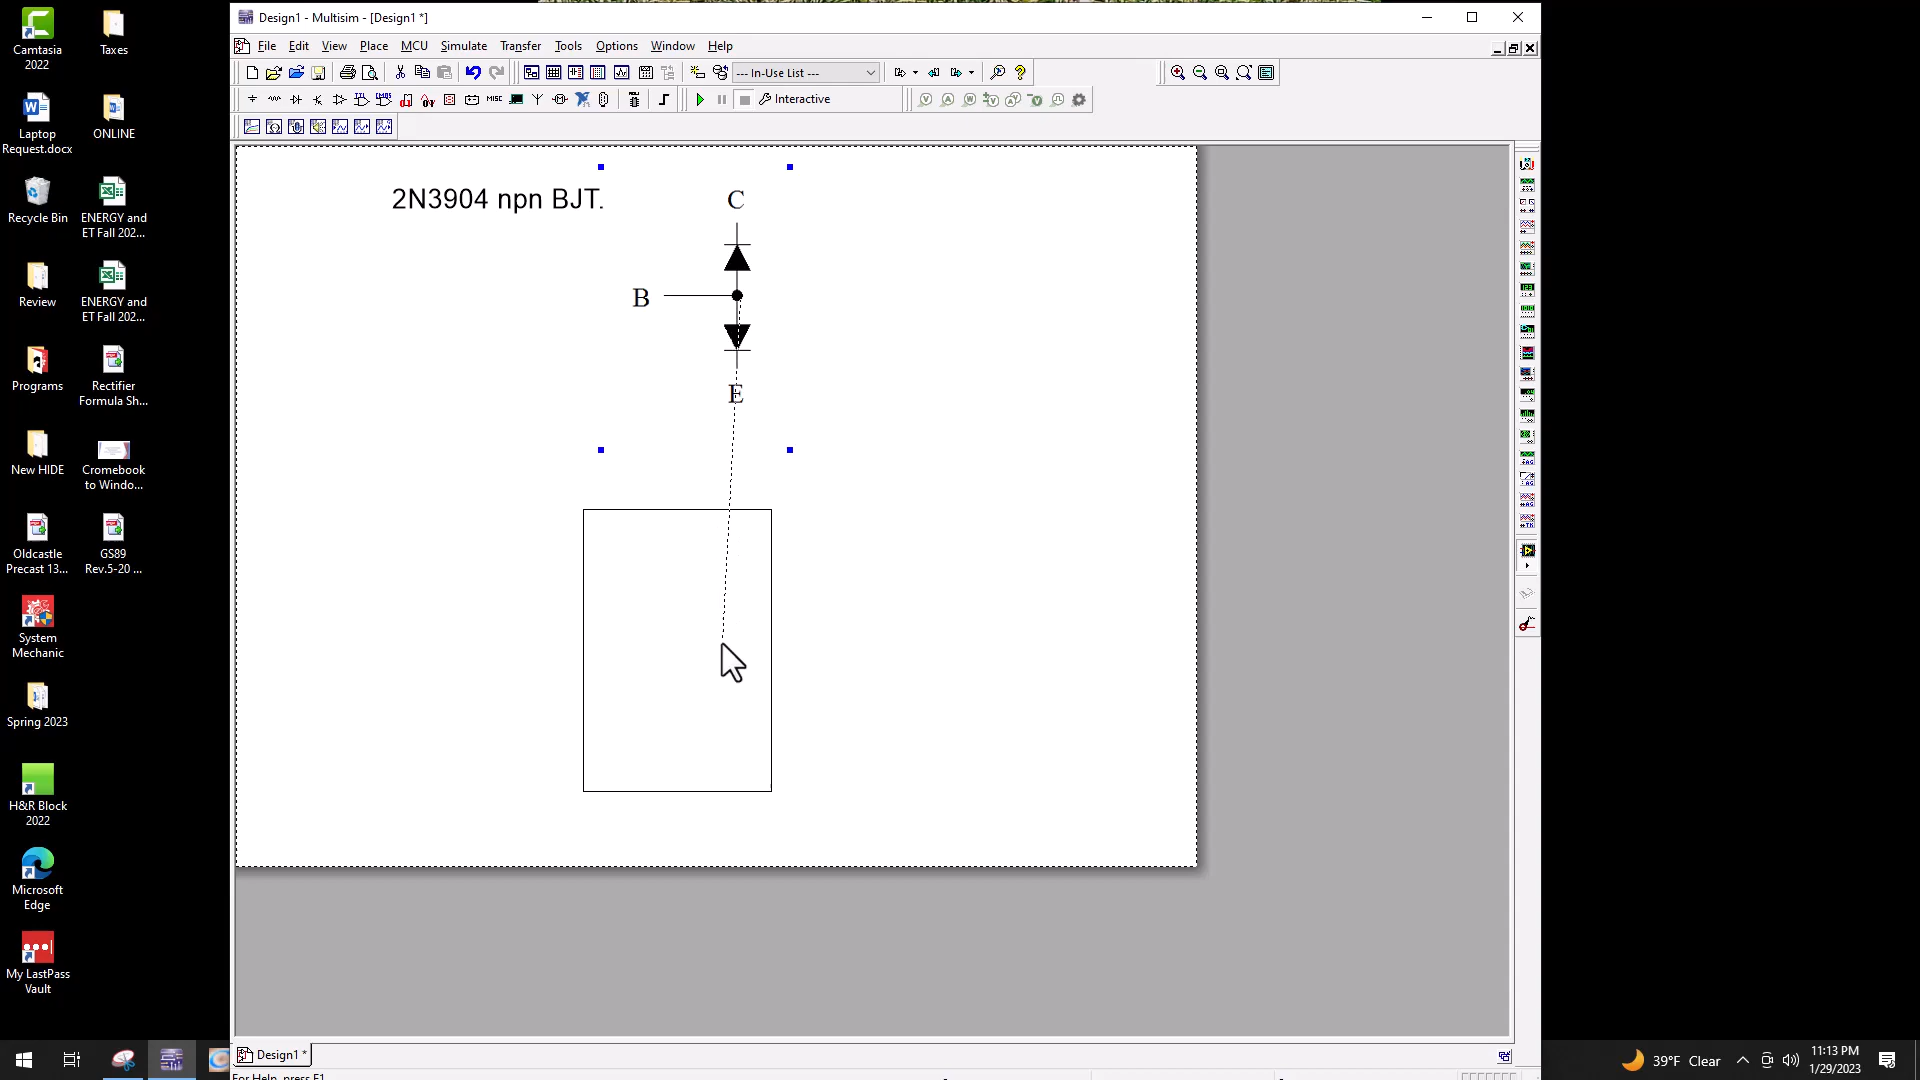 Design1 - Multisim - [Design1 *]
File Edit View Place MCU Simulate Transfer Tools Options Window Help
--- In-Use List ---
MISC
Interactive
2N3904 npn BJT.
C
B
E
Camtasia 2022
Taxes
Laptop Request.docx
ONLINE
Recycle Bin
ENERGY and ET Fall 202...
Review
ENERGY and ET Fall 202...
Programs
Rectifier Formula Sh...
New HIDE
Cromebook to Windo...
Oldcastle Precast 13...
GS89 Rev.5-20 ...
System Mechanic
Spring 2023
H&R Block 2022
Microsoft Edge
My LastPass Vault
Design1 *
For Help, press F1
39°F Clear
11:13 PM
1/29/2023